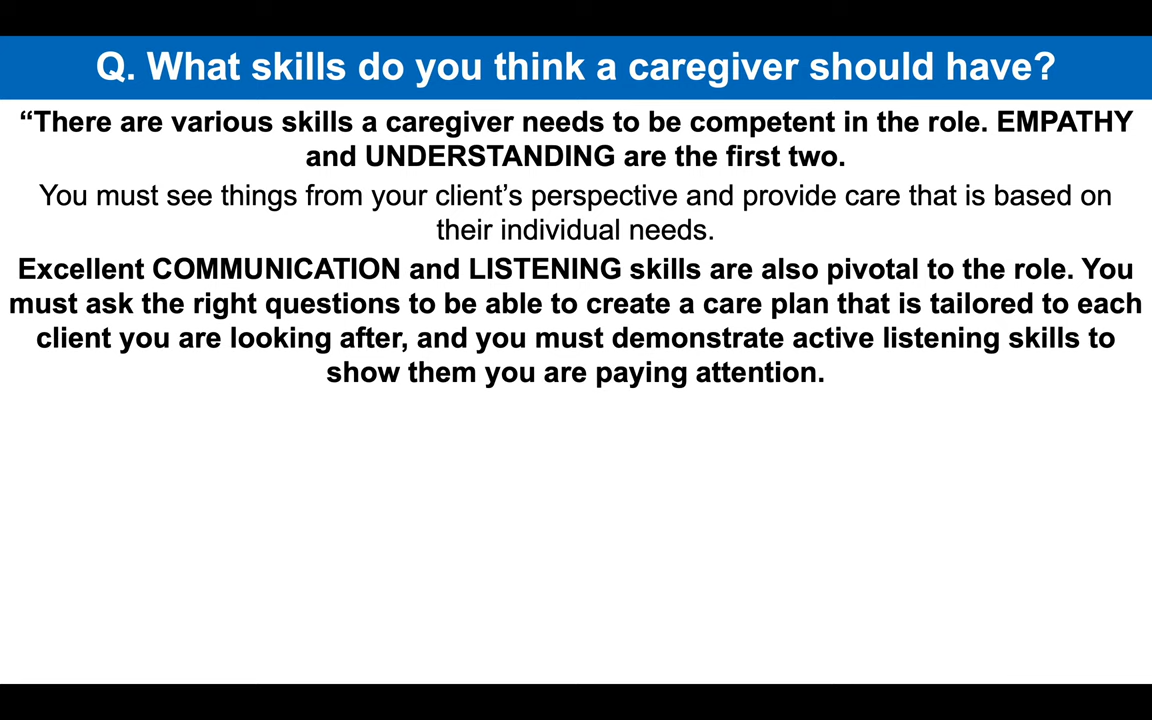 Q. What skills do you think a caregiver should have?
“There are various skills a caregiver needs to be competent in the role. EMPATHY
and UNDERSTANDING are the first two.
You must see things from your client’s perspective and provide care that is based on
their individual needs.
Excellent COMMUNICATION and LISTENING skills are also pivotal to the role. You
must ask the right questions to be able to create a care plan that is tailored to each
client you are looking after, and you must demonstrate active listening skills to
show them you are paying attention.